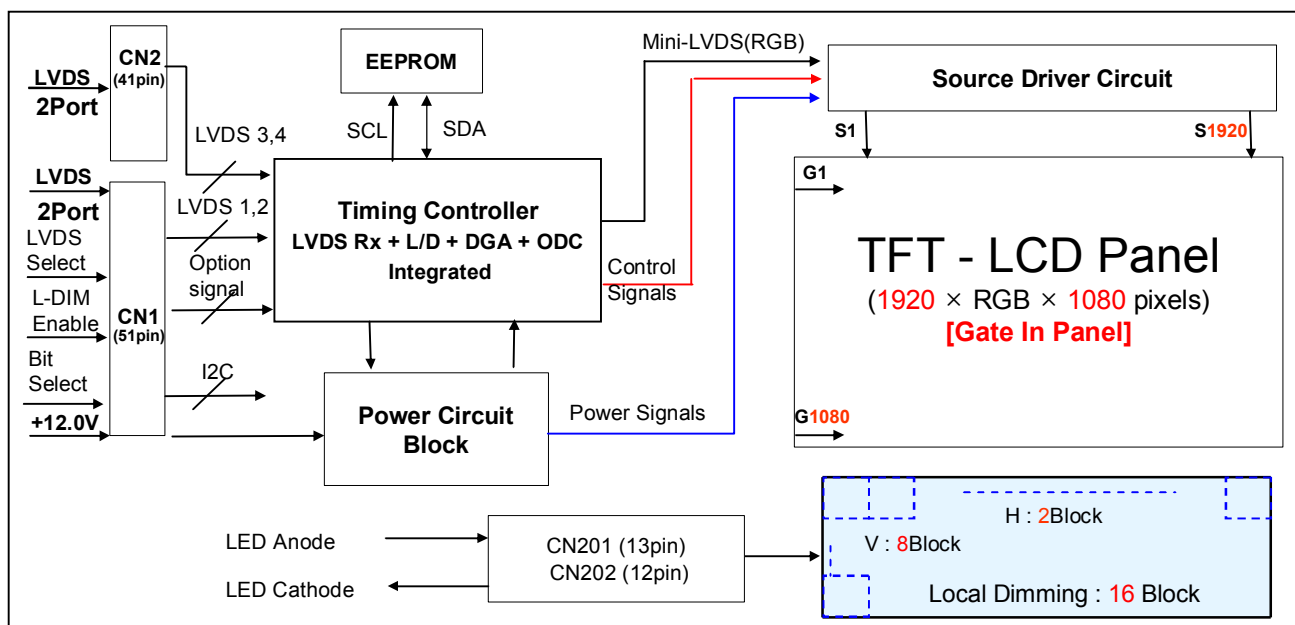 CN2
(41pin)
LVDS
2Port
EEPROM
SCL
SDA
Mini-LVDS(RGB)
Source Driver Circuit
S1
S1920
LVDS 3,4
LVDS
2Port
LVDS 1,2
LVDS
Select
Option
signal
L-DIM
Enable
CN1
(51pin)
Bit
Select
I2C
+12.0V
Timing Controller
LVDS Rx + L/D + DGA + ODC
Integrated
Control
Signals
Power Circuit
Block
Power Signals
G1
TFT - LCD Panel
(1920 × RGB × 1080 pixels)
[Gate In Panel]
G1080
LED Anode
LED Cathode
CN201 (13pin)
CN202 (12pin)
H : 2Block
V : 8Block
Local Dimming : 16 Block